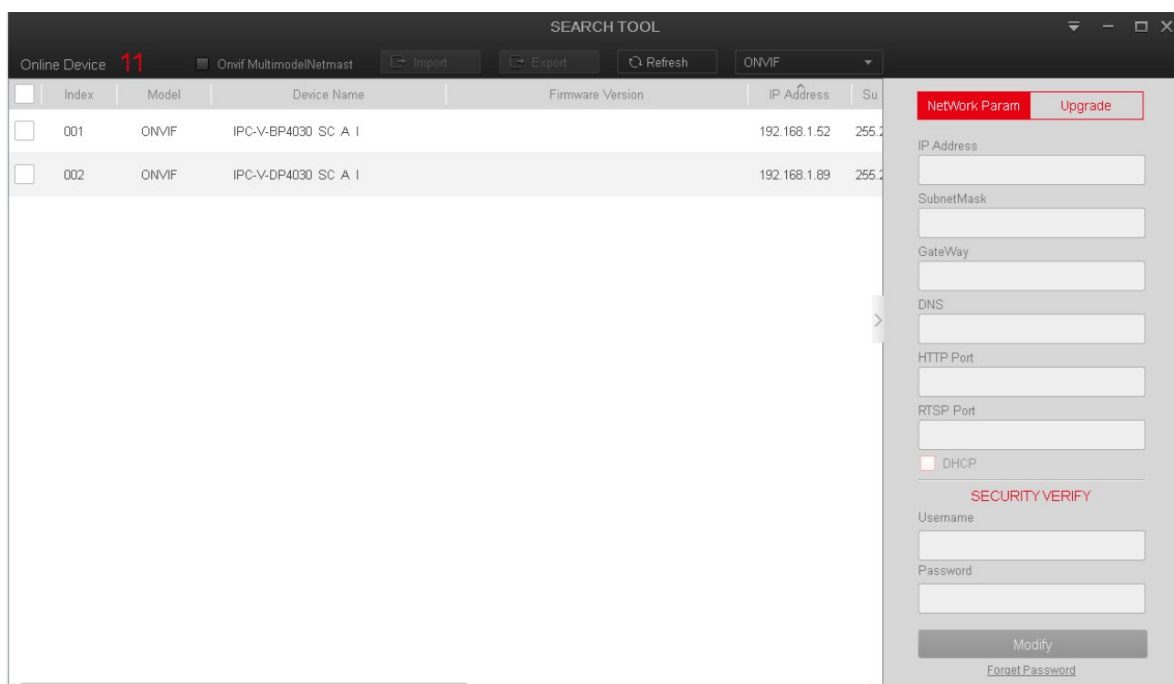 SEARCH TOOL
Online Device 11 Onvif MultimodelNetmast Import Export Refresh ONVIF
Index Model Device Name Firmware Version IP Address Su
001 ONVIF IPC-V-BP4030 SC A I 192.168.1.52 255.2
002 ONVIF IPC-V-DP4030 SC A I 192.168.1.89 255.2
NetWork Param Upgrade
IP Address
SubnetMask
GateWay
DNS
HTTP Port
RTSP Port
DHCP
SECURITY VERIFY
Username
Password
Modify
Forget Password